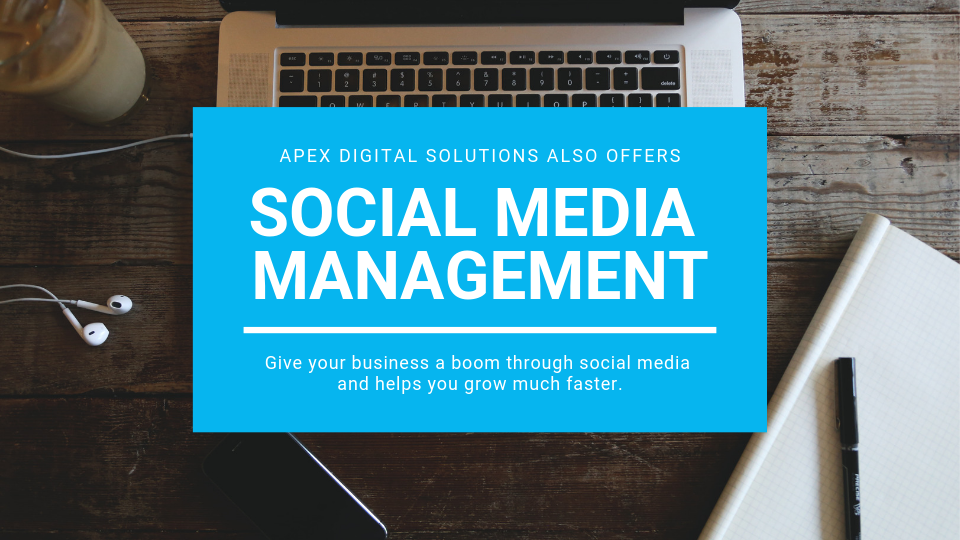 delete
APEX DIGITAL SOLUTIONS ALSO OFFERS
SOCIAL MEDIA
MANAGEMENT
Give your business a boom through social media
and helps you grow much faster.